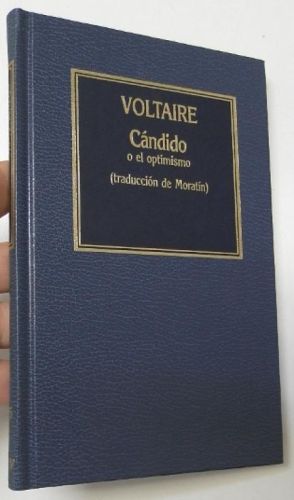 VOLTAIRE
Cándido
o el optimismo
(traducción de Moratín)